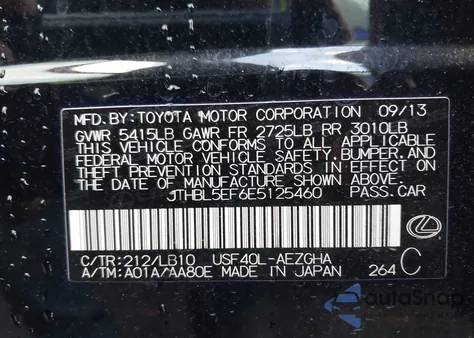 MFD.BY:TOYOTA MOTOR CORPORATION 09/13
GVWR 5415LB GAWR FR 2725LB RR 3010LB
THIS VEHICLE CONFORMS TO ALL APPLICABLE
FEDERAL MOTOR VEHICLE SAFETY, BUMPER, AND
THEFT PREVENTION STANDARDS IN EFFECT ON
THE DATE OF MANUFACTURE SHOWN ABOVE.
JTHBL5EF6E5125460 PASS.CAR
C/TR:212/LB10 USF40L-AEZGHA
A/TM:A01A/AA80E MADE IN JAPAN 264 C
autoSnap